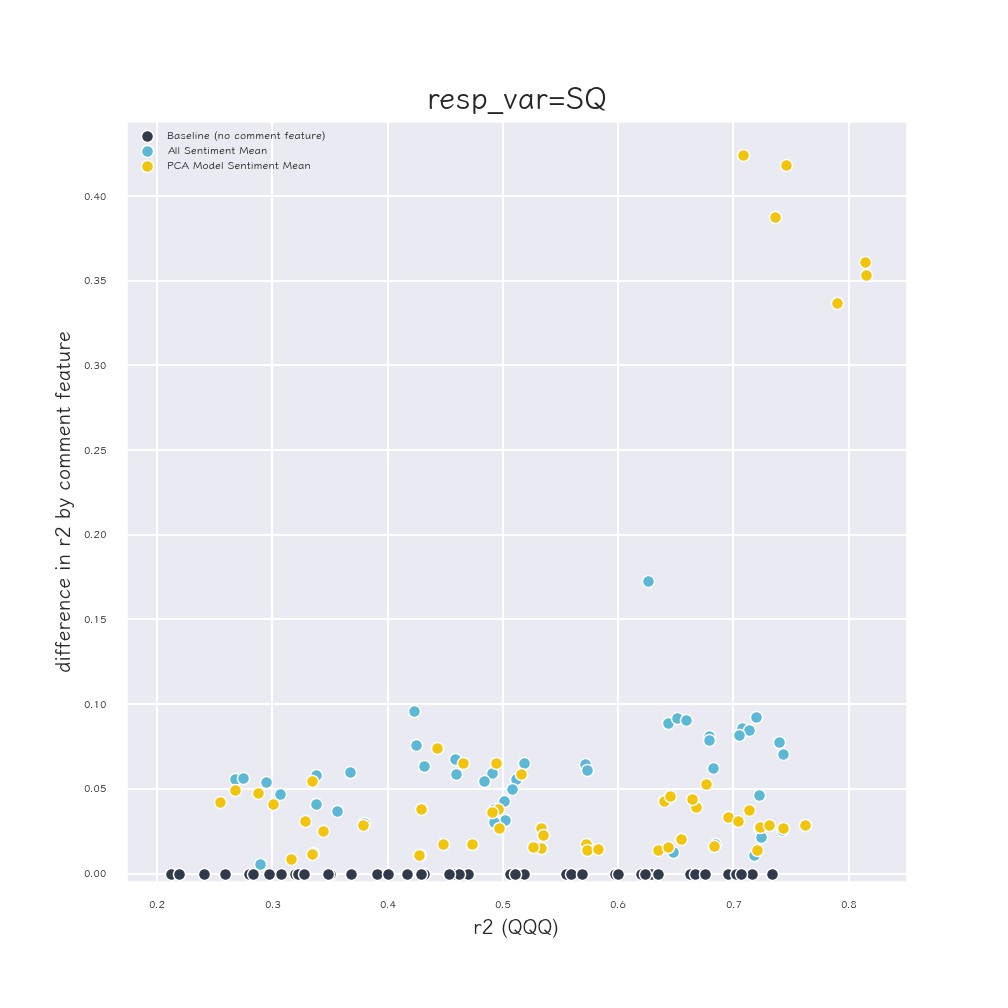 resp_var=SQ
Baseline (no comment feature)
All Sentiment Mean
PCA Model Sentiment Mean
0.40
0.35
0.30
0.25
0.20
0.15
0.10
0.05
0.00
difference in r2 by comment feature
0.2 0.3 0.4 0.5 0.6 0.7 0.8
r2 (QQQ)